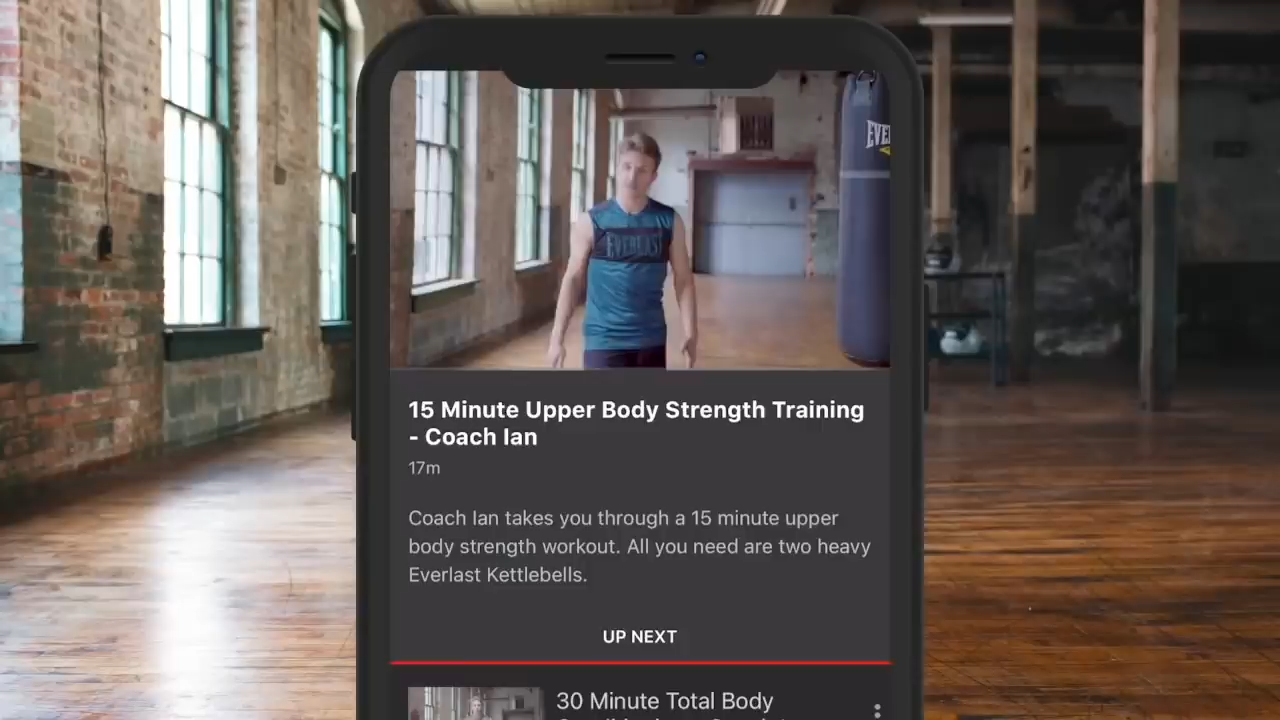 EVERLAST
15 Minute Upper Body Strength Training
- Coach Ian
17m
Coach Ian takes you through a 15 minute upper
body strength workout. All you need are two heavy
Everlast Kettlebells.
UP NEXT
30 Minute Total Body